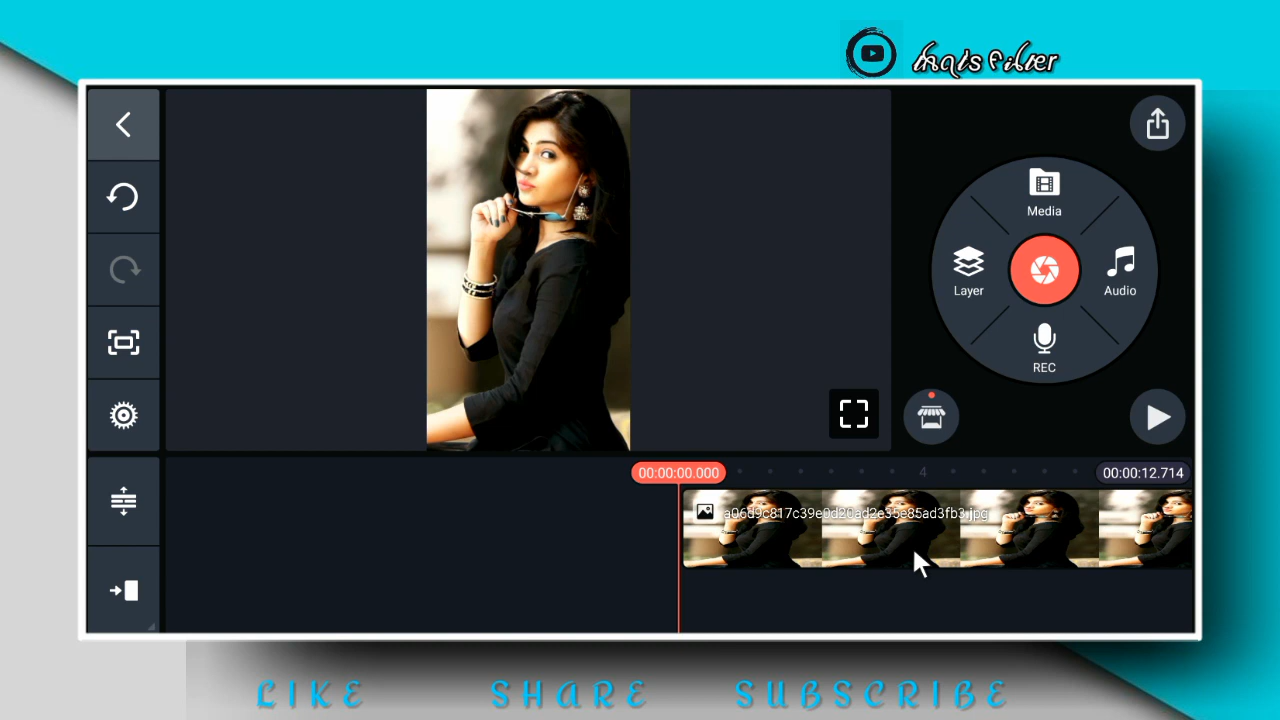 Media
Layer
Audio
REC
00:00:00.000
4
00:00:12.714
a06d9c817c39e0d20ad2e35e85ad3fb3.jpg
LIKE SHARE SUBSCRIBE